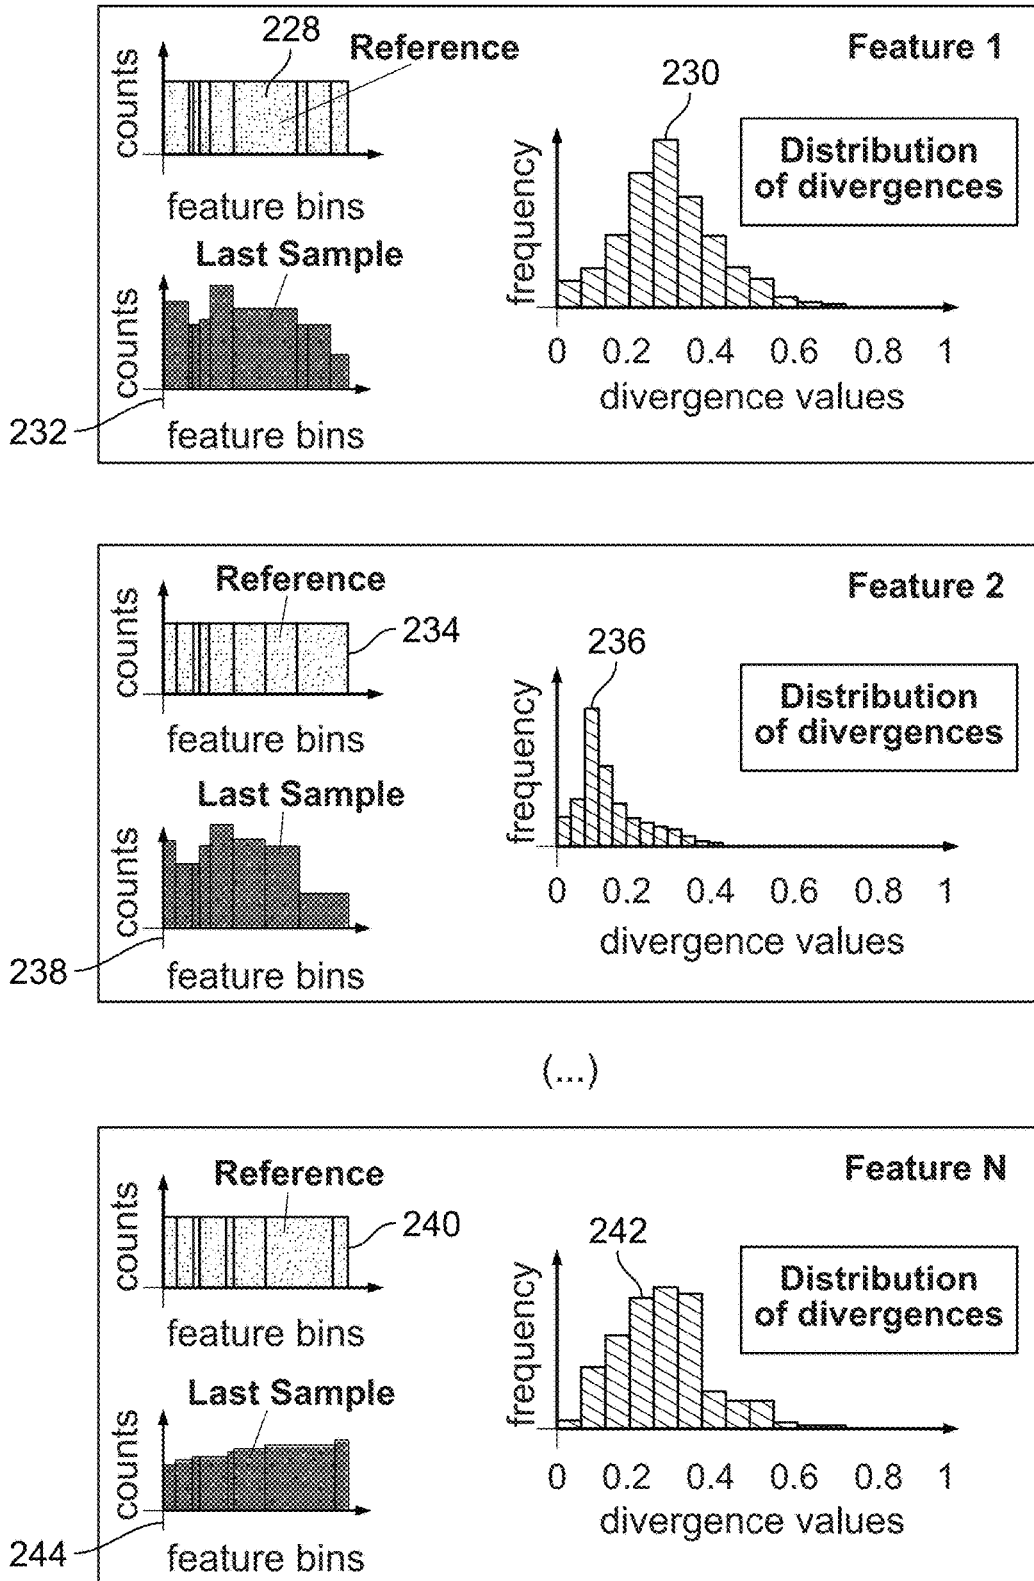 228
Reference
Feature 1
counts
feature bins
230
Distribution
of divergences
frequency
0 0.2 0.4 0.6 0.8 1
divergence values
Last Sample
counts
232
feature bins
Reference
Feature 2
counts
234
feature bins
236
Distribution
of divergences
frequency
0 0.2 0.4 0.6 0.8 1
divergence values
Last Sample
counts
238
feature bins
(...)
Reference
Feature N
counts
240
feature bins
242
Distribution
of divergences
frequency
0 0.2 0.4 0.6 0.8 1
divergence values
Last Sample
counts
244
feature bins